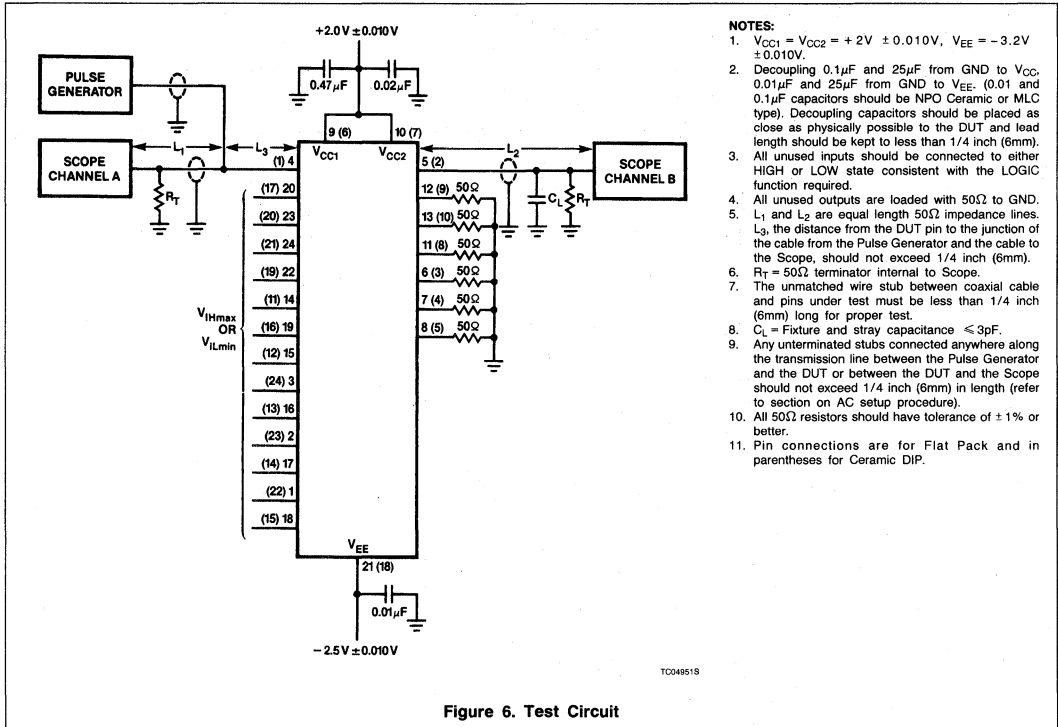 +2.0V ±0.010V
0.47μF
0.02μF
PULSE
GENERATOR
9 (6)
10 (7)
L1
L3
VCC1
VCC2
L2
SCOPE
CHANNEL A
(1) 4
5 (2)
SCOPE
CHANNEL B
RT
CL
RT
(17) 20
12 (9) 50Ω
(20) 23
13 (10) 50Ω
(21) 24
11 (8) 50Ω
(19) 22
6 (3) 50Ω
(11) 14
7 (4) 50Ω
VIHmax
OR
VILmin
(16) 19
8 (5) 50Ω
(12) 15
(24) 3
(13) 16
(23) 2
(14) 17
(22) 1
(15) 18
VEE
21 (18)
0.01μF
−2.5V ±0.010V
NOTES:
1. VCC1 = VCC2 = +2V ±0.010V, VEE = −3.2V
±0.010V.
2. Decoupling 0.1μF and 25μF from GND to VCC,
0.01μF and 25μF from GND to VEE. (0.01 and
0.1μF capacitors should be NPO Ceramic or MLC
type). Decoupling capacitors should be placed as
close as physically possible to the DUT and lead
length should be kept to less than 1/4 inch (6mm).
3. All unused inputs should be connected to either
HIGH or LOW state consistent with the LOGIC
function required.
4. All unused outputs are loaded with 50Ω to GND.
5. L1 and L2 are equal length 50Ω impedance lines.
L3, the distance from the DUT pin to the junction of
the cable from the Pulse Generator and the cable to
the Scope, should not exceed 1/4 inch (6mm).
6. RT = 50Ω terminator internal to Scope.
7. The unmatched wire stub between coaxial cable
and pins under test must be less than 1/4 inch
(6mm) long for proper test.
8. CL = Fixture and stray capacitance ⩽ 3pF.
9. Any unterminated stubs connected anywhere along
the transmission line between the Pulse Generator
and the DUT or between the DUT and the Scope
should not exceed 1/4 inch (6mm) in length (refer
to section on AC setup procedure).
10. All 50Ω resistors should have tolerance of ±1% or
better.
11. Pin connections are for Flat Pack and in
parentheses for Ceramic DIP.
TC04951S
Figure 6. Test Circuit